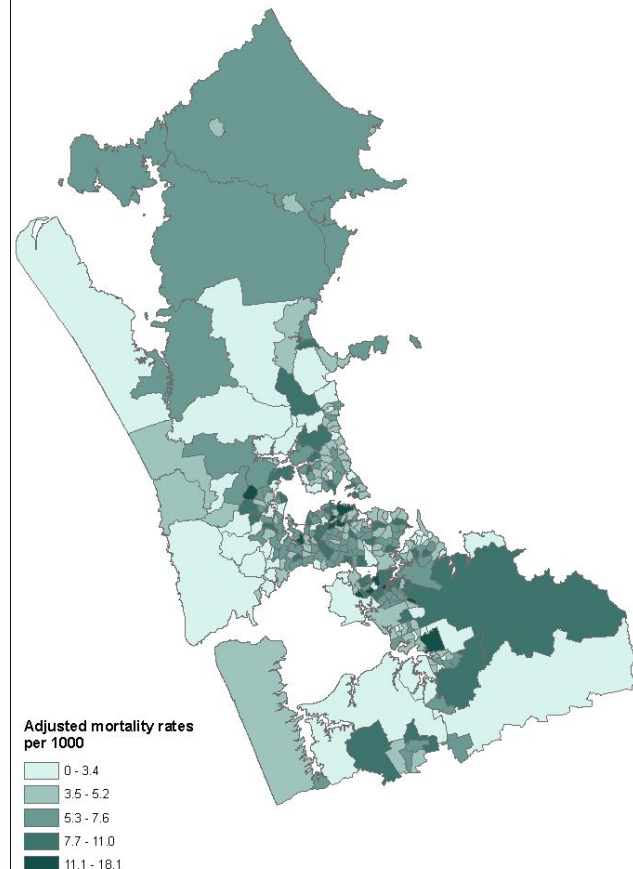 Adjusted mortality rates
per 1000
0 - 3.4
3.5 - 5.2
5.3 - 7.6
7.7 - 11.0
11.1 - 18.1